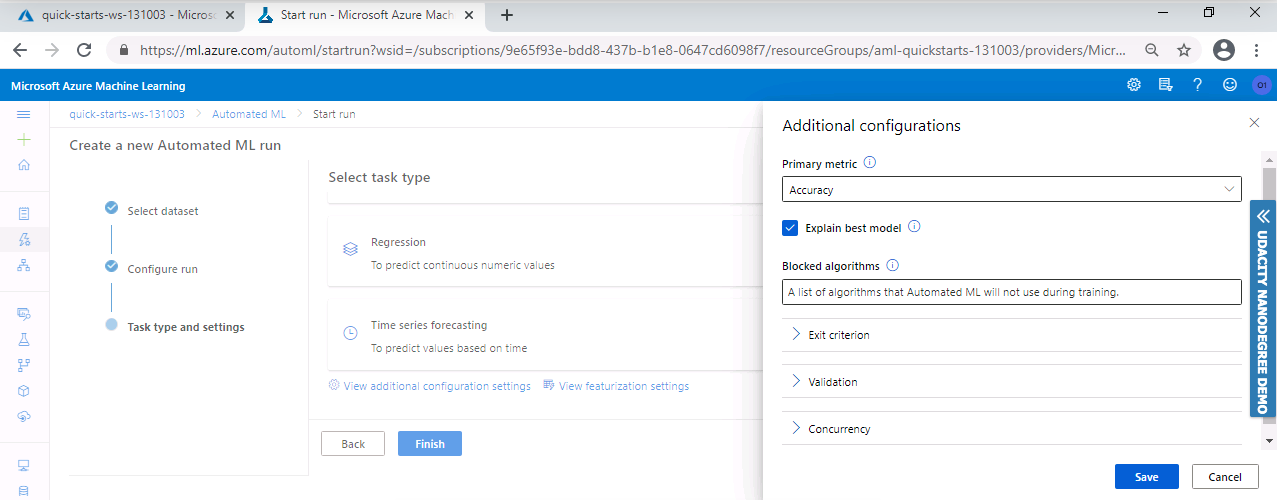 quick-starts-ws-131003 - Microso
Start run - Microsoft Azure Mach
https://ml.azure.com/automl/startrun?wsid=/subscriptions/9e65f93e-bdd8-437b-b1e8-0647cd6098f7/resourceGroups/aml-quickstarts-131003/providers/Micr...
Microsoft Azure Machine Learning
O1
quick-starts-ws-131003 > Automated ML > Start run
Create a new Automated ML run
Select dataset
Configure run
Task type and settings
Select task type
Regression
To predict continuous numeric values
Time series forecasting
To predict values based on time
View additional configuration settings
View featurization settings
Back
Finish
Additional configurations
Primary metric
Accuracy
Explain best model
Blocked algorithms
A list of algorithms that Automated ML will not use during training.
Exit criterion
Validation
Concurrency
Save
Cancel
UDACITY NANODEGREE DEMO